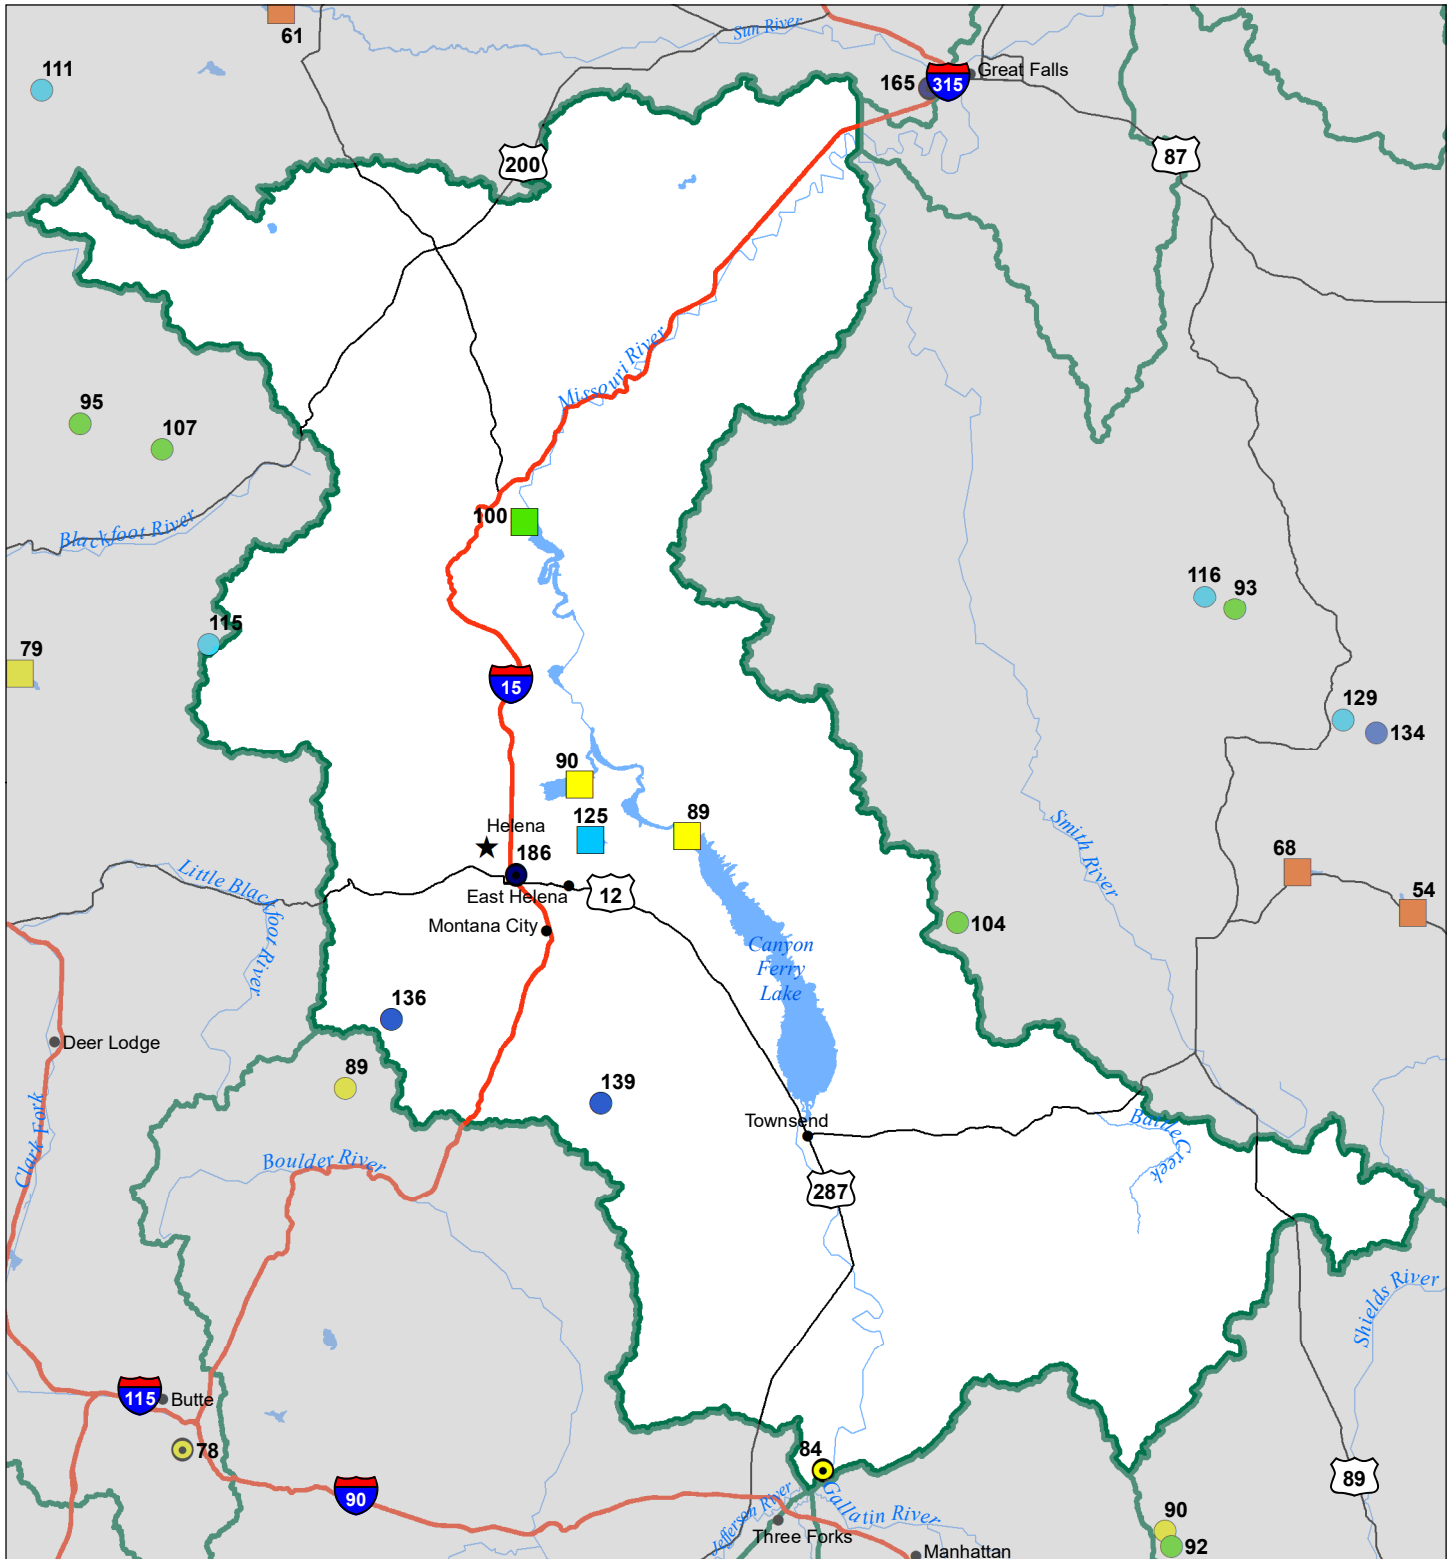 61
Sun River
111
165
315
Great Falls
200
87
Missouri River
95
107
100
Blackfoot River
116
93
115
79
15
129
134
90
125
89
Helena
186
Smith River
68
Little Blackfoot River
East Helena
12
54
Montana City
104
Canyon
Ferry
Lake
136
Deer Lodge
89
139
Clark Fork
Townsend
Battle Creek
Boulder River
287
Shields River
115
Butte
78
84
89
90
Jefferson River
Gallatin River
90
Three Forks
92
Manhattan